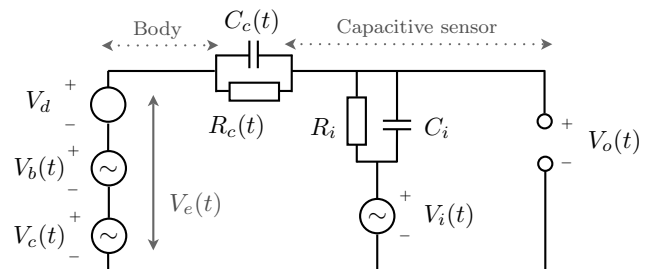 Body
C_c(t)
Capacitive sensor
R_c(t)
+
V_d
−
+
V_b(t)
−
+
V_c(t)
−
V_e(t)
R_i
C_i
+
V_i(t)
−
+
V_o(t)
−